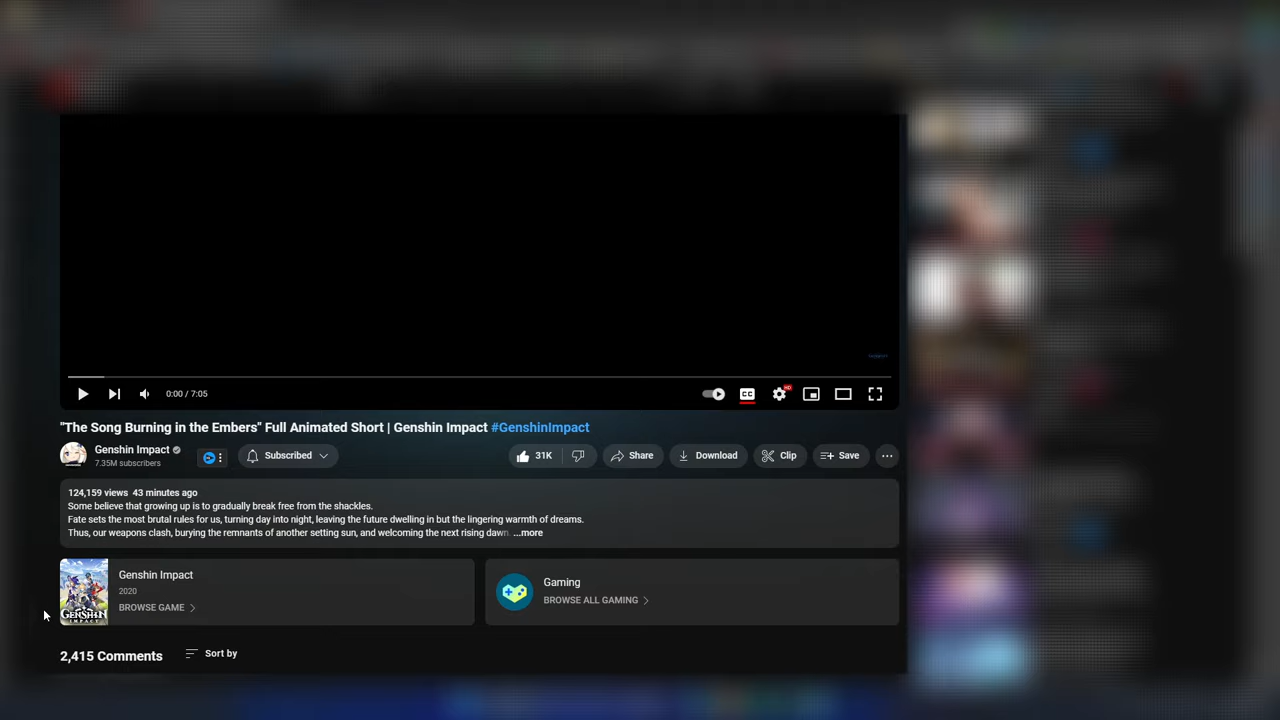 0:00 / 7:05
CC
HD
"The Song Burning in the Embers" Full Animated Short | Genshin Impact #GenshinImpact
Genshin Impact
7.35M subscribers
Subscribed
31K
Share
Download
Clip
Save
124,159 views 43 minutes ago
Some believe that growing up is to gradually break free from the shackles.
Fate sets the most brutal rules for us, turning day into night, leaving the future dwelling in but the lingering warmth of dreams.
Thus, our weapons clash, burying the remnants of another setting sun, and welcoming the next rising dawn ...more
GENSHIN
IMPACT
Genshin Impact
2020
BROWSE GAME
Gaming
BROWSE ALL GAMING
2,415 Comments
Sort by